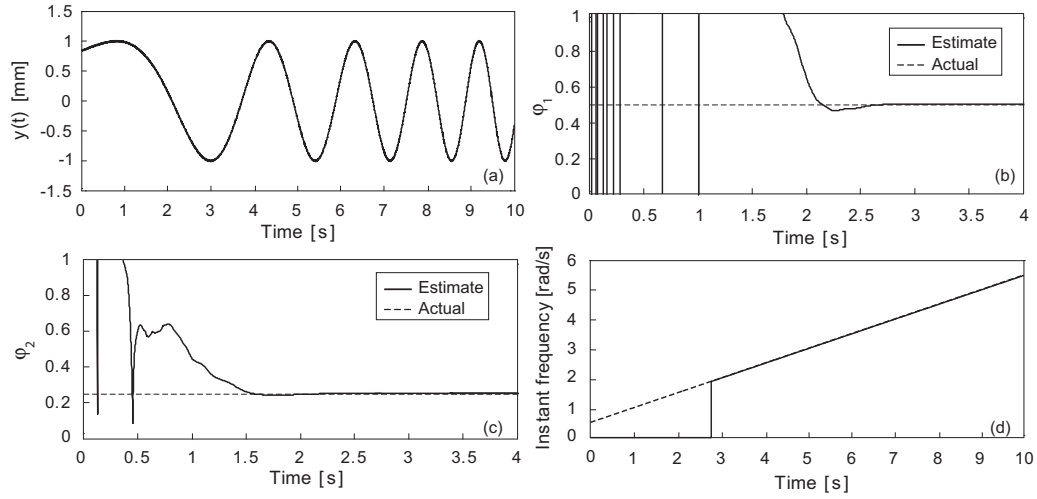 1.5
1
0.5
0
-0.5
-1
-1.5
y(t) [mm]
0 1 2 3 4 5 6 7 8 9 10
Time [s]
(a)
1
0.8
0.6
0.4
0.2
0
φ1
Estimate
Actual
0 0.5 1 1.5 2 2.5 3 3.5 4
Time [s]
(b)
1
0.8
0.6
0.4
0.2
0
φ2
Estimate
Actual
0 0.5 1 1.5 2 2.5 3 3.5 4
Time [s]
(c)
6
5
4
3
2
1
0
Instant frequency [rad/s]
0 1 2 3 4 5 6 7 8 9 10
Time [s]
(d)